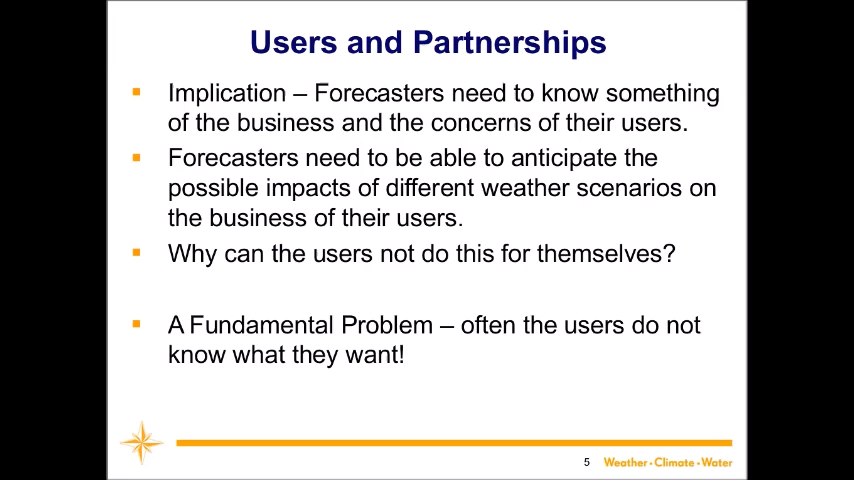 Users and Partnerships
Implication – Forecasters need to know something
of the business and the concerns of their users.
Forecasters need to be able to anticipate the
possible impacts of different weather scenarios on
the business of their users.
Why can the users not do this for themselves?
A Fundamental Problem – often the users do not
know what they want!
5 Weather • Climate • Water